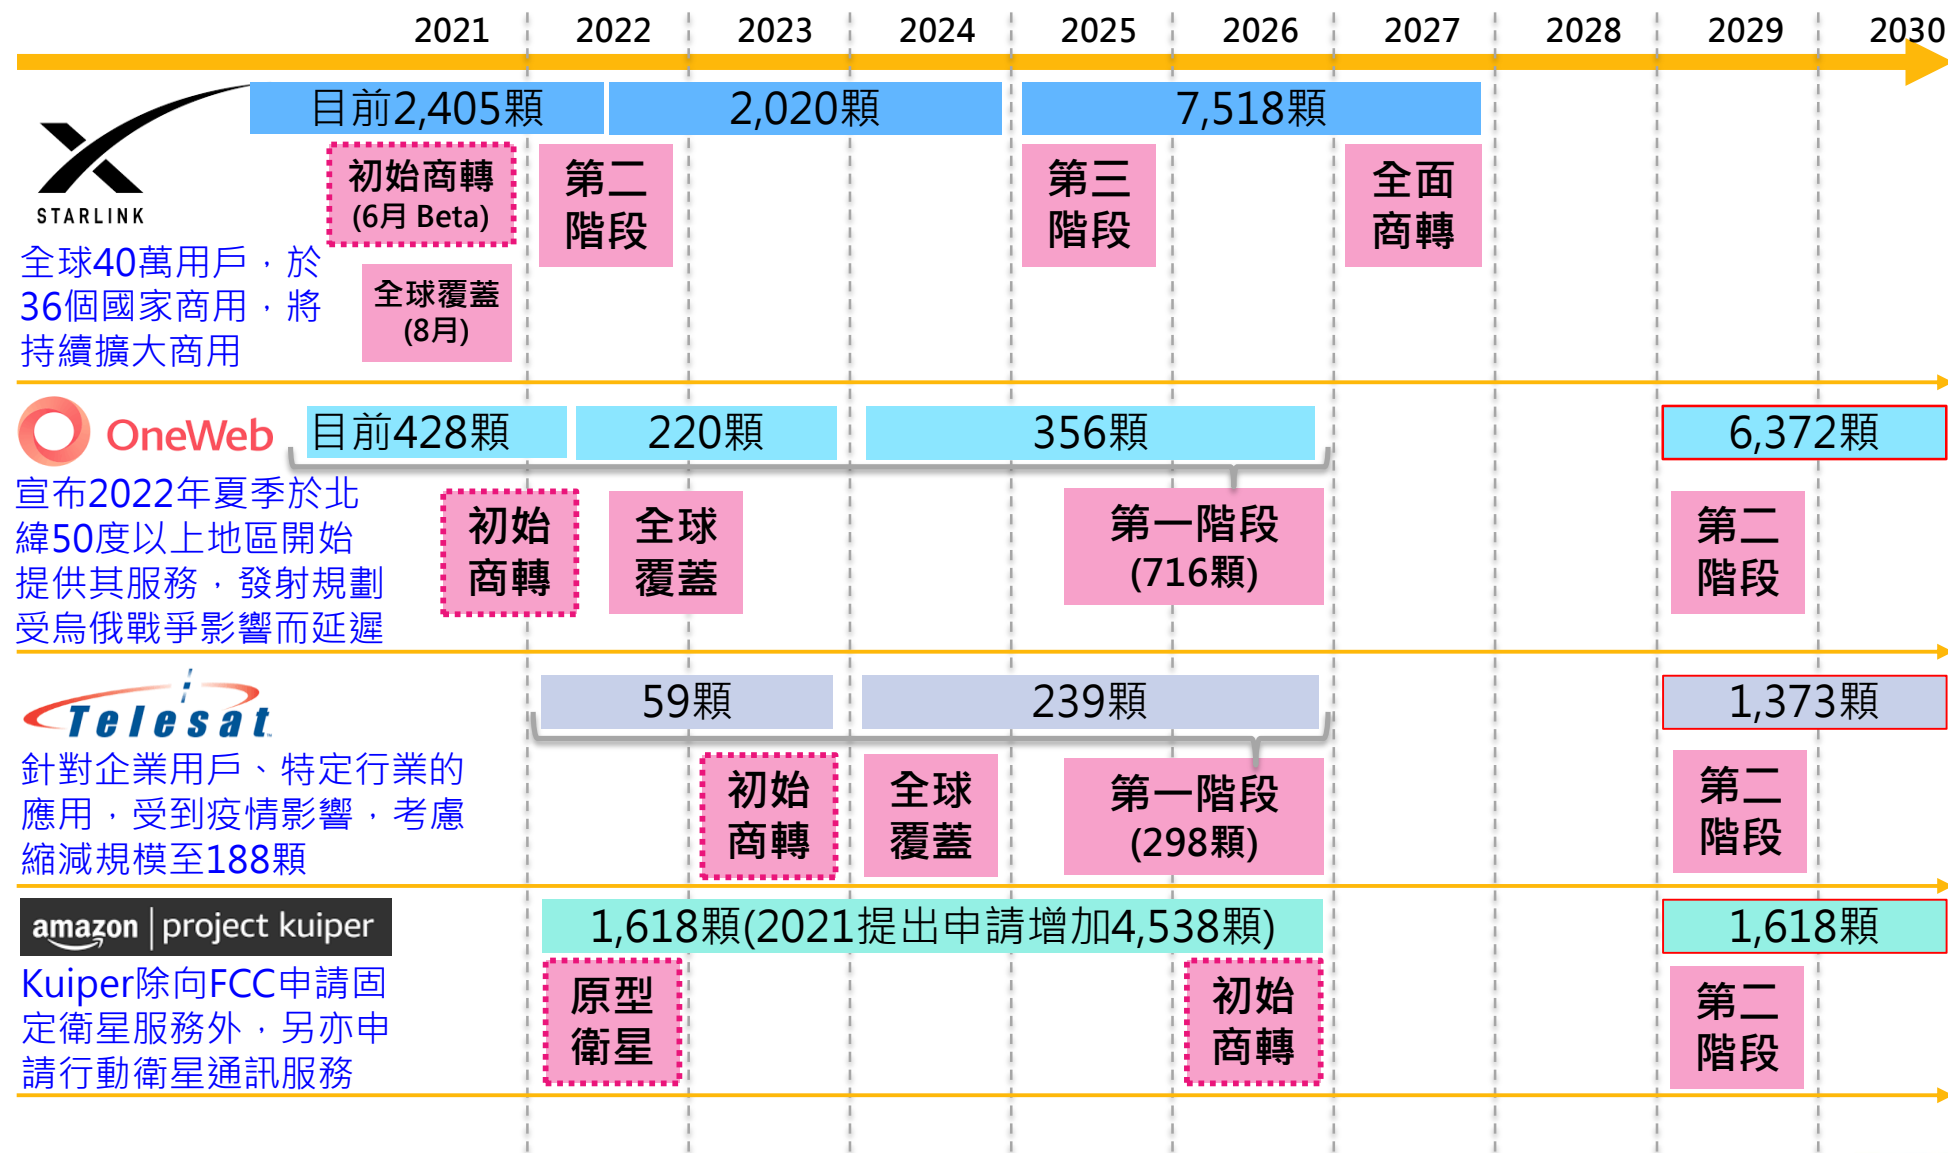 2021 2022 2023 2024 2025 2026 2027 2028 2029 2030
STARLINK
目前2,405顆 2,020顆 7,518顆
初始商轉
(6月 Beta)
第二
階段
第三
階段
全面
商轉
全球覆蓋
(8月)
全球40萬用戶，於
36個國家商用，將
持續擴大商用
OneWeb
目前428顆 220顆 356顆 6,372顆
宣布2022年夏季於北
緯50度以上地區開始
提供其服務，發射規劃
受烏俄戰爭影響而延遲
初始
商轉
全球
覆蓋
第一階段
(716顆)
第二
階段
Telesat
59顆 239顆 1,373顆
針對企業用戶、特定行業的
應用，受到疫情影響，考慮
縮減規模至188顆
初始
商轉
全球
覆蓋
第一階段
(298顆)
第二
階段
amazon | project kuiper
1,618顆(2021提出申請增加4,538顆) 1,618顆
Kuiper除向FCC申請固
定衛星服務外，另亦申
請行動衛星通訊服務
原型
衛星
初始
商轉
第二
階段